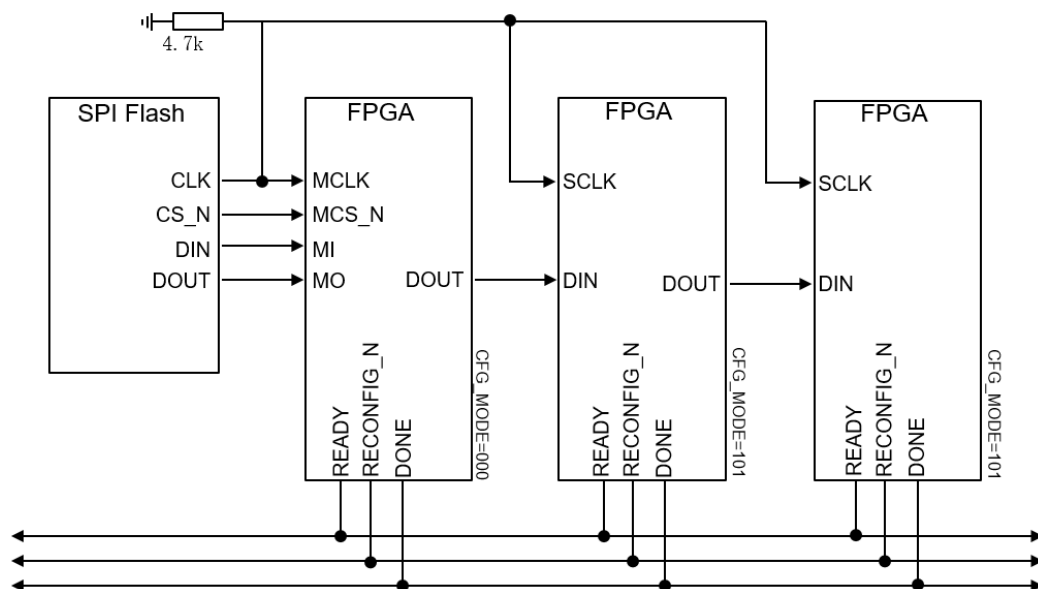 4.7k
SPI Flash
CLK
CS_N
DIN
DOUT
FPGA
MCLK
MCS_N
MI
MO
DOUT
READY
RECONFIG_N
DONE
CFG_MODE=000
FPGA
SCLK
DIN
DOUT
READY
RECONFIG_N
DONE
CFG_MODE=101
FPGA
SCLK
DIN
READY
RECONFIG_N
DONE
CFG_MODE=101